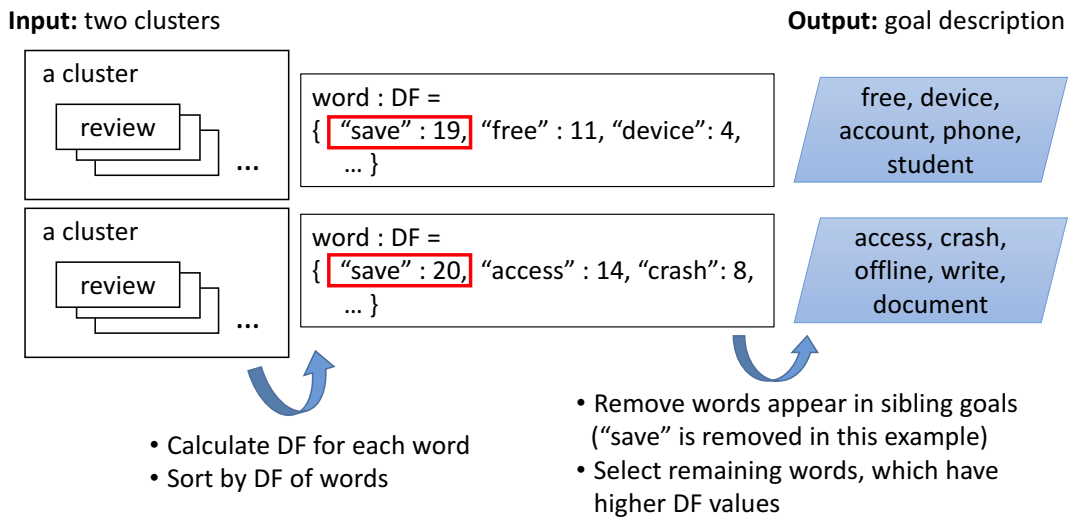 Input: two clusters
Output: goal description
a cluster
review
...
word : DF =
{ “save” : 19, “free” : 11, “device”: 4,
... }
free, device,
account, phone,
student
a cluster
review
...
word : DF =
{ “save” : 20, “access” : 14, “crash”: 8,
... }
access, crash,
offline, write,
document
• Calculate DF for each word
• Sort by DF of words
• Remove words appear in sibling goals
(“save” is removed in this example)
• Select remaining words, which have
higher DF values